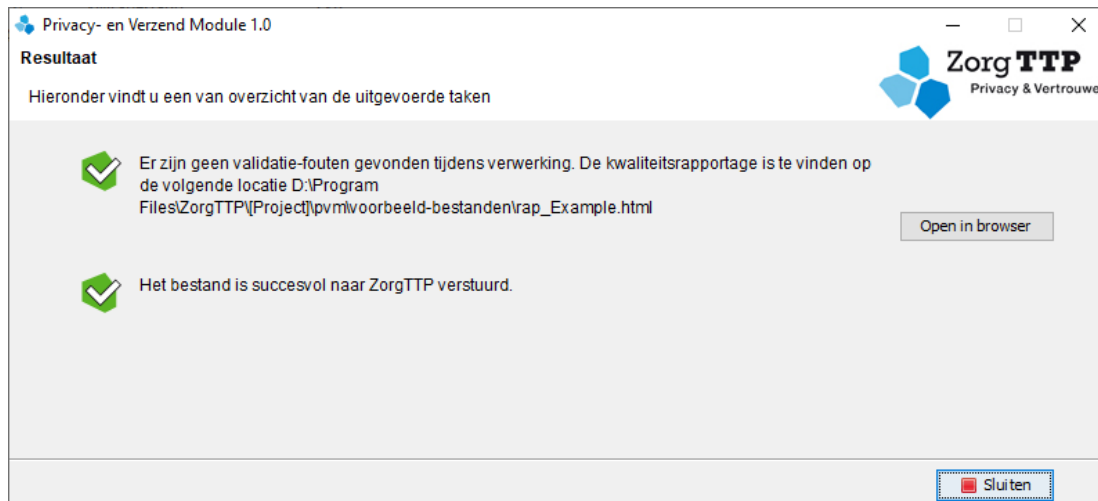 Privacy- en Verzend Module 1.0
Resultaat
Hieronder vindt u een van overzicht van de uitgevoerde taken
Zorg TTP
Privacy & Vertrouwe
Er zijn geen validatie-fouten gevonden tijdens verwerking. De kwaliteitsrapportage is te vinden op
de volgende locatie D:\Program
Files\ZorgTTP\[Project]\pvm\voorbeeld-bestanden\rap_Example.html
Open in browser
Het bestand is succesvol naar ZorgTTP verstuurd.
Sluiten